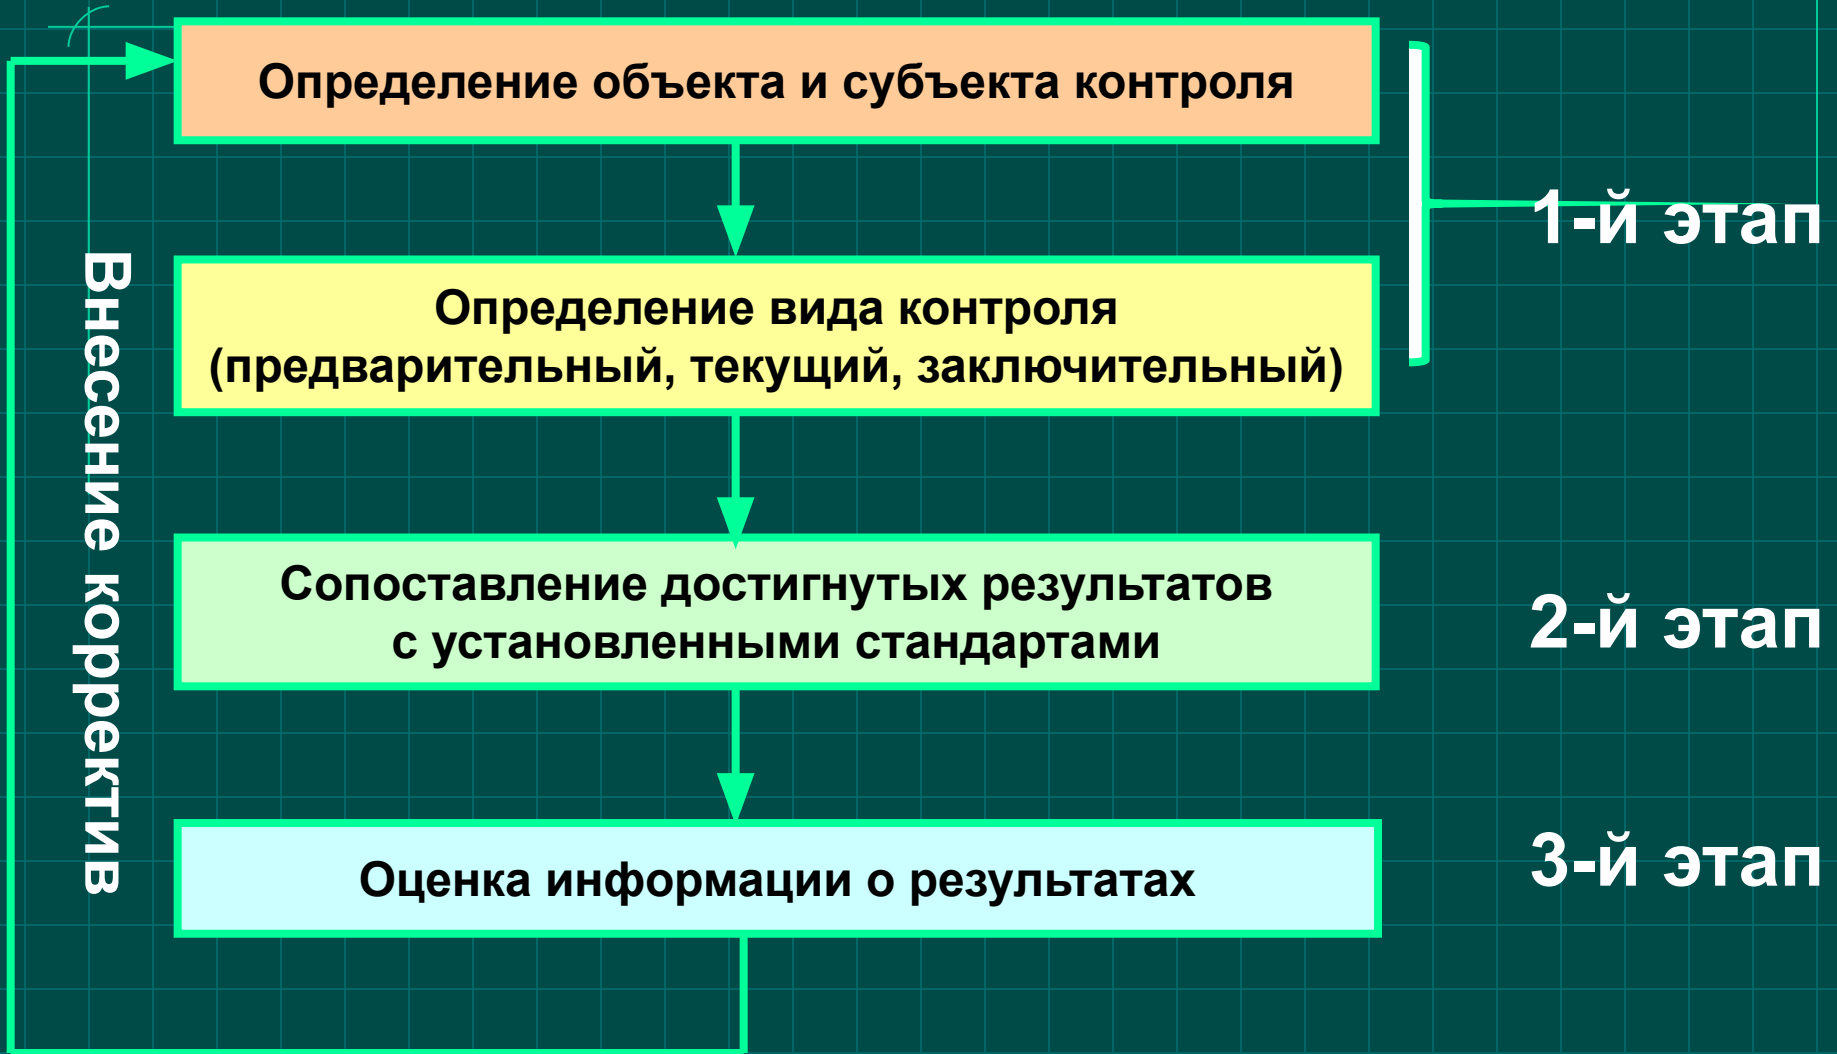 Определение объекта и субъекта контроля
1-й этап
Определение вида контроля
(предварительный, текущий, заключительный)
Внесение корректив
Сопоставление достигнутых результатов
с установленными стандартами
2-й этап
Оценка информации о результатах
3-й этап